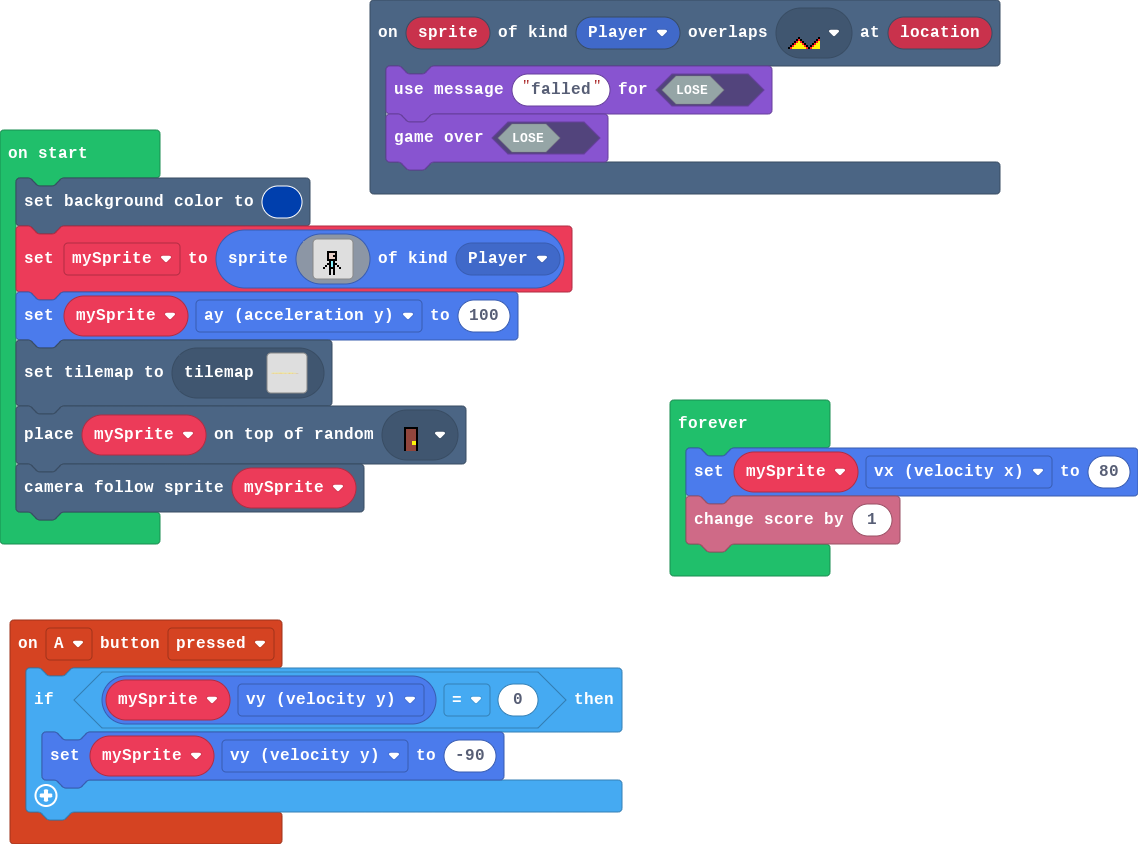 on sprite of kind Player overlaps at location
use message "falled" for LOSE
game over LOSE
on start
set background color to
set mySprite to sprite of kind Player
set mySprite ay (acceleration y) to 100
set tilemap to tilemap
place mySprite on top of random
camera follow sprite mySprite
forever
set mySprite vx (velocity x) to 80
change score by 1
on A button pressed
if mySprite vy (velocity y) = 0 then
set mySprite vy (velocity y) to -90